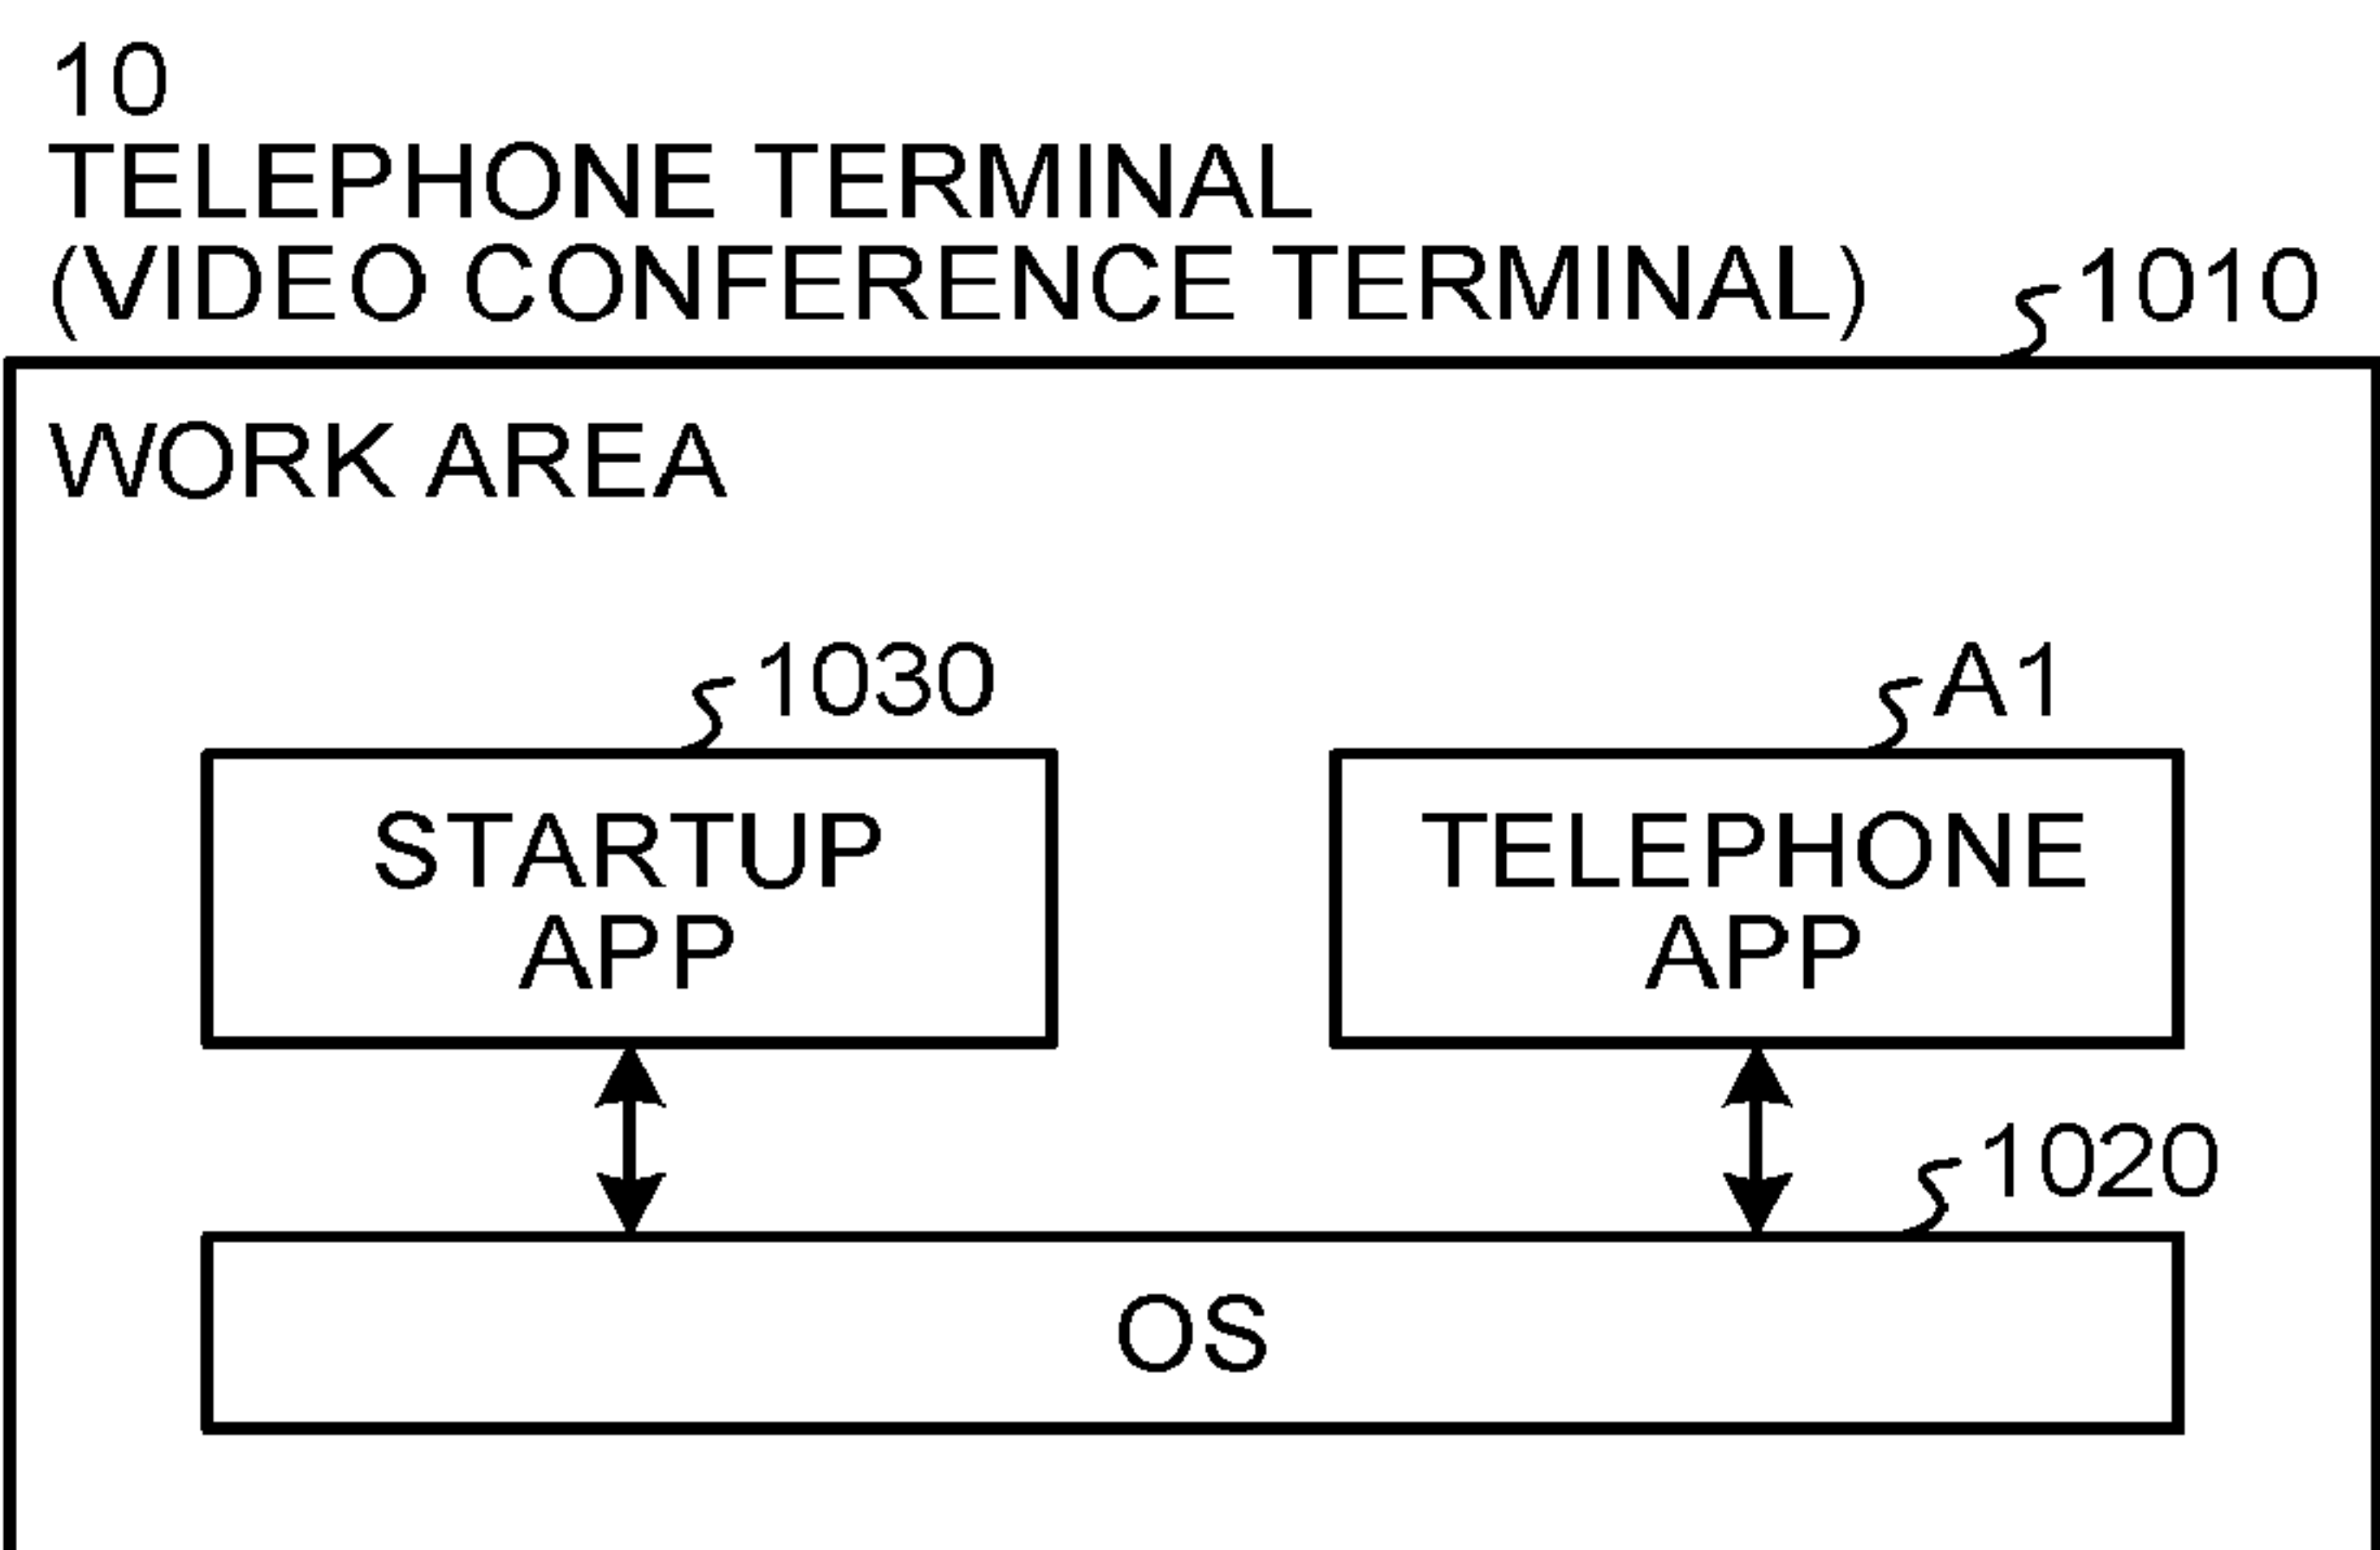 10
TELEPHONE TERMINAL
(VIDEO CONFERENCE TERMINAL)
1010
WORK AREA
1030
A1
STARTUP
APP
TELEPHONE
APP
1020
OS